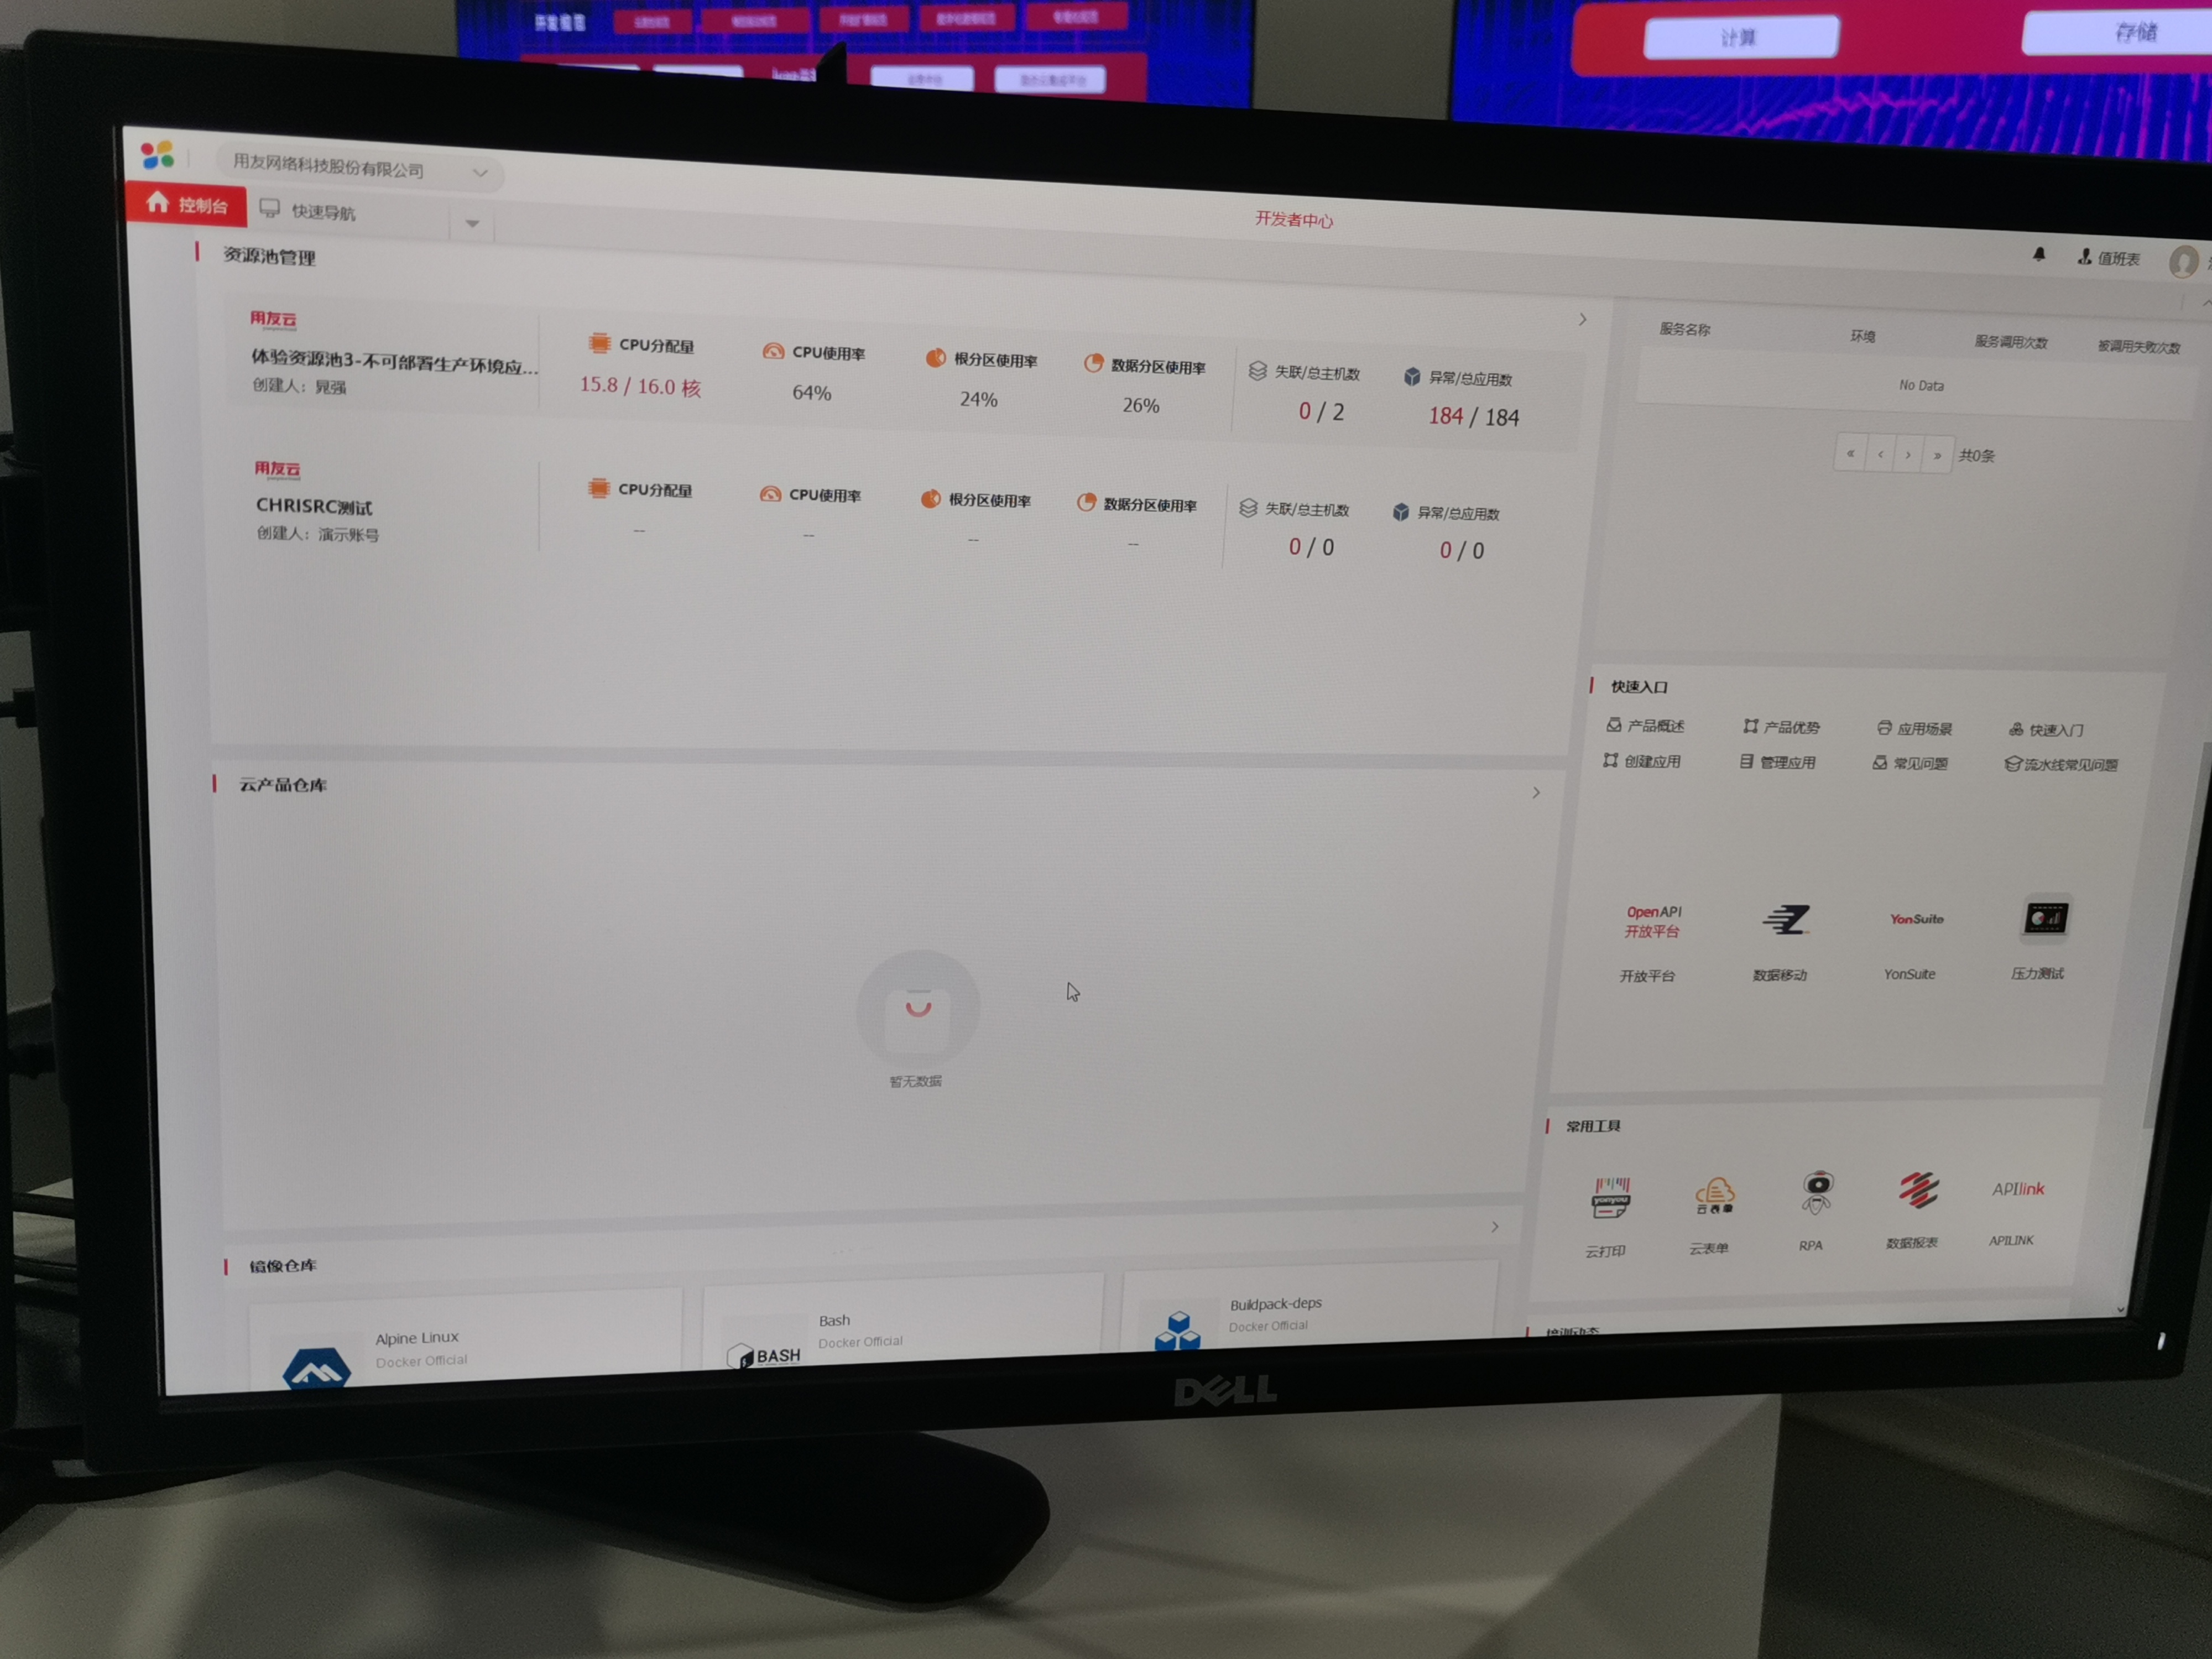 开发者中心
计算
存储
用友网络科技股份有限公司
控制台
快速导航
开发者中心
值班表
资源池管理
用友云
体验资源池3-不可部署生产环境应...
创建人：晁强
CPU分配量
15.8 / 16.0 核
CPU使用率
64%
根分区使用率
24%
数据分区使用率
26%
失联/总主机数
0 / 2
异常/总应用数
184 / 184
用友云
CHRISRC测试
创建人：演示账号
CPU分配量
--
CPU使用率
--
根分区使用率
--
数据分区使用率
--
失联/总主机数
0 / 0
异常/总应用数
0 / 0
服务名称 环境 服务调用次数 被调用失败次数
No Data
« ‹ › » 共0条
云产品仓库
暂无数据
快速入口
产品概述 产品优势 应用场景 快速入门
创建应用 管理应用 常见问题 流水线常见问题
OpenAPI
开放平台
YonSuite
开放平台 数据移动 YonSuite 压力测试
常用工具
yonyou
云表单
APIlink
云打印 云表单 RPA 数据报表 APILINK
镜像仓库
Alpine Linux
Docker Official
BASH
Bash
Docker Official
Buildpack-deps
Docker Official
DELL